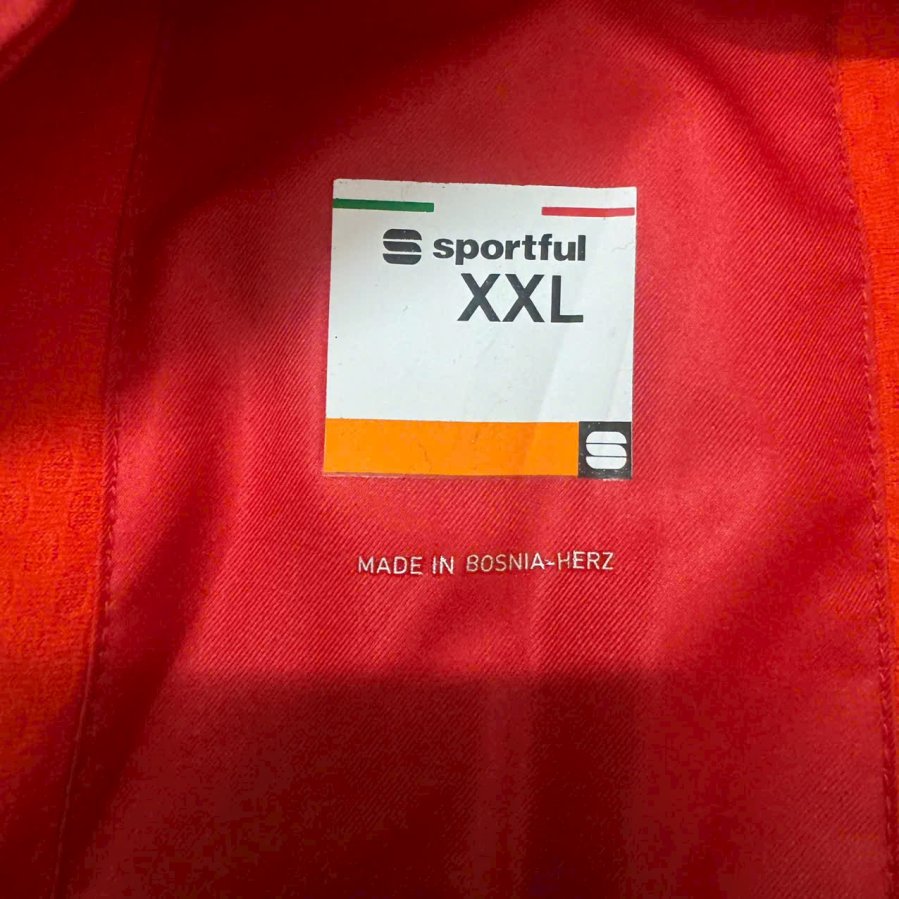 sportful
XXL
MADE IN BOSNIA-HERZ